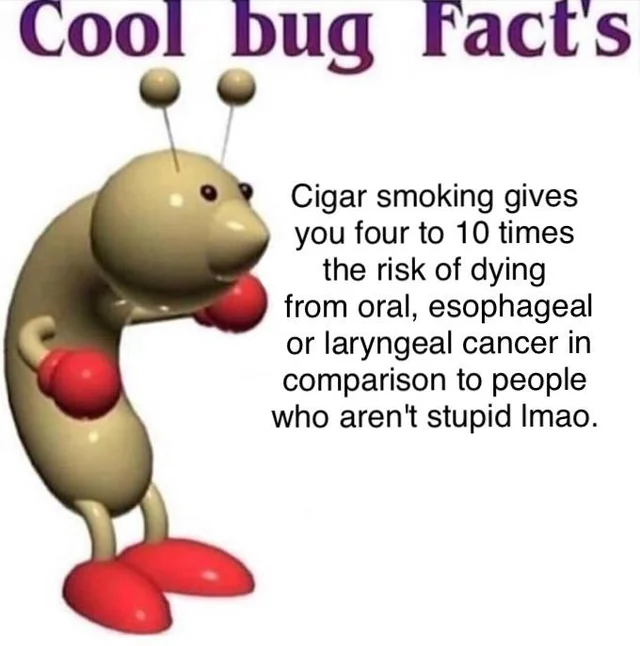 Cool bug Fact's
Cigar smoking gives
you four to 10 times
the risk of dying
from oral, esophageal
or laryngeal cancer in
comparison to people
who aren't stupid lmao.